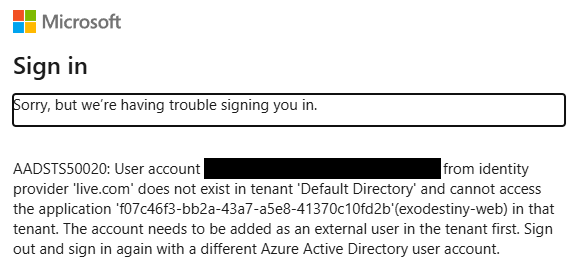 Microsoft
Sign in
Sorry, but we're having trouble signing you in.
AADSTS50020: User account from identity
provider 'live.com' does not exist in tenant 'Default Directory' and cannot access
the application 'f07c46f3-bb2a-43a7-a5e8-41370c10fd2b'(exodestiny-web) in that
tenant. The account needs to be added as an external user in the tenant first. Sign
out and sign in again with a different Azure Active Directory user account.